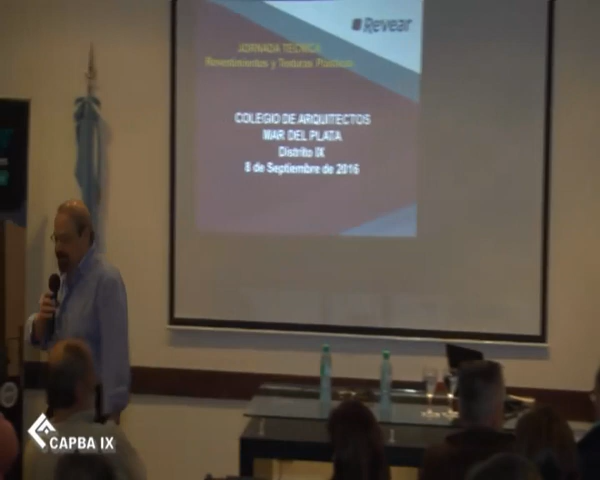 Revear
JORNADA TECNICA
Revestimientos y Texturas Plasticas
COLEGIO DE ARQUITECTOS
MAR DEL PLATA
Distrito IX
8 de Septiembre de 2016
CAPBA IX